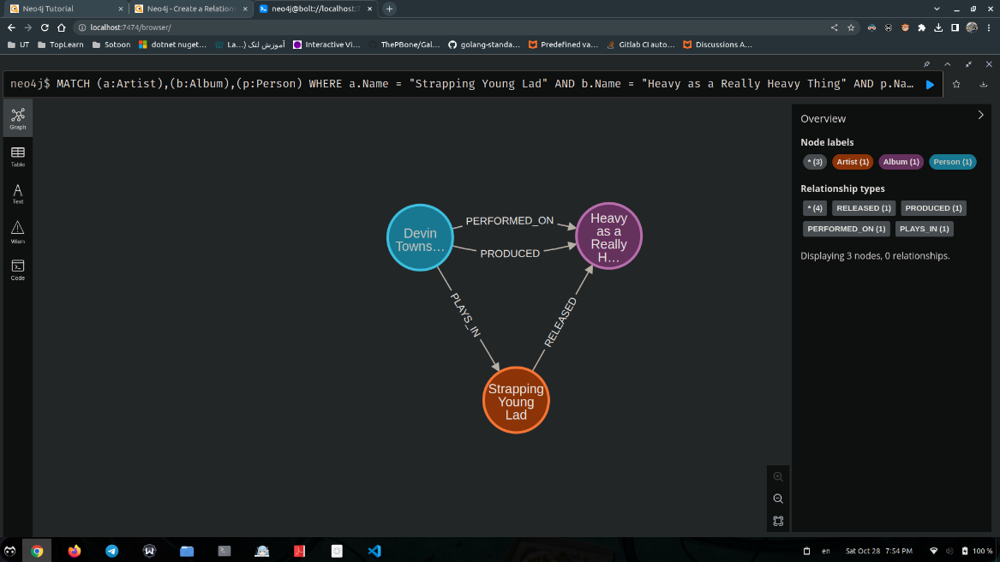 Neo4j Tutorial
Neo4j - Create a Relation
neo4j@bolt://localhost:7
localhost:7474/browser/
UT TopLearn Sotoon dotnet nuget... آموزش لتک (...La Interactive Vi... ThePBone/Gal... golang-standa... Predefined va... Gitlab CI auto... Discussions A...
neo4j$ MATCH (a:Artist),(b:Album),(p:Person) WHERE a.Name = "Strapping Young Lad" AND b.Name = "Heavy as a Really Heavy Thing" AND p.Na...
Graph
Table
A
Text
Warn
Code
Devin
Towns...
PERFORMED_ON
PRODUCED
Heavy
as a
Really
H...
PLAYS_IN
RELEASED
Strapping
Young
Lad
Overview
Node labels
* (3) Artist (1) Album (1) Person (1)
Relationship types
* (4) RELEASED (1) PRODUCED (1)
PERFORMED_ON (1) PLAYS_IN (1)
Displaying 3 nodes, 0 relationships.
en Sat Oct 28 7:54 PM 100 %